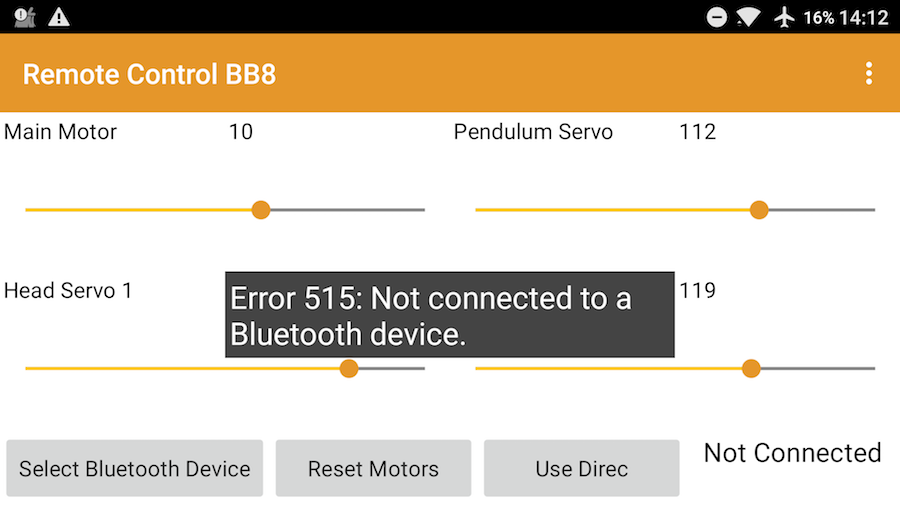 16% 14:12
Remote Control BB8
Main Motor 10 Pendulum Servo 112
Head Servo 1 119
Error 515: Not connected to a
Bluetooth device.
Select Bluetooth Device Reset Motors Use Direc Not Connected